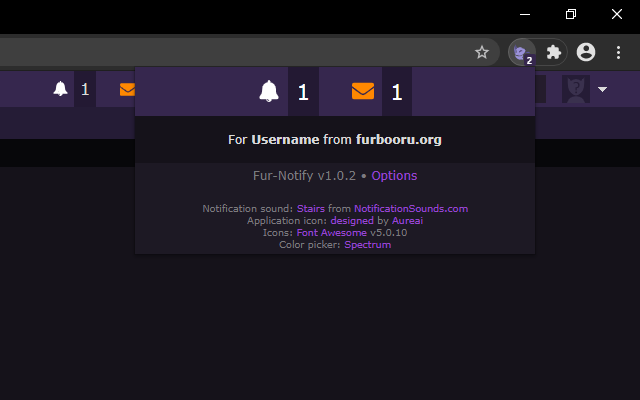 2
1
1
1
For Username from furbooru.org
Fur-Notify v1.0.2 • Options
Notification sound: Stairs from NotificationSounds.com
Application icon: designed by Aureai
Icons: Font Awesome v5.0.10
Color picker: Spectrum